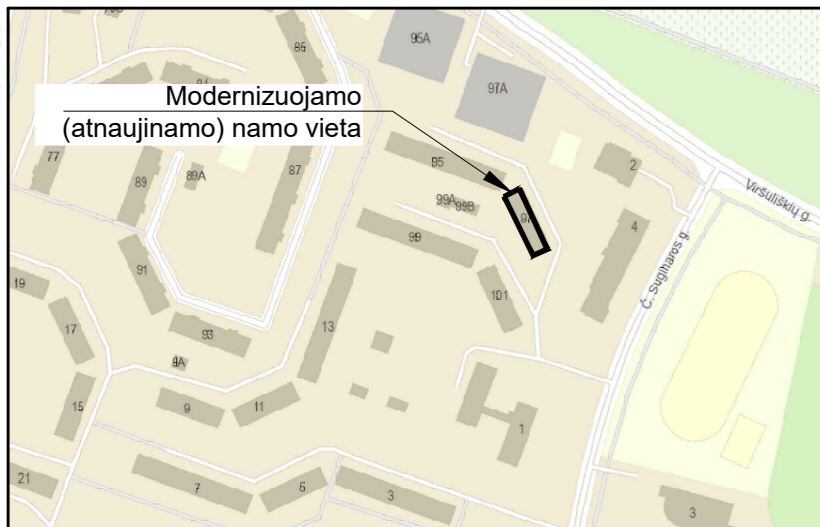 85
95A
97A
Modernizuojamo
(atnaujinamo) namo vieta
77
89
89A
87
95
2
99A
99B
97
4
Viršuliškių g.
99
Č. Sugiharos g.
91
101
19
17
93
13
9A
15
9
11
1
21
7
5
3
3